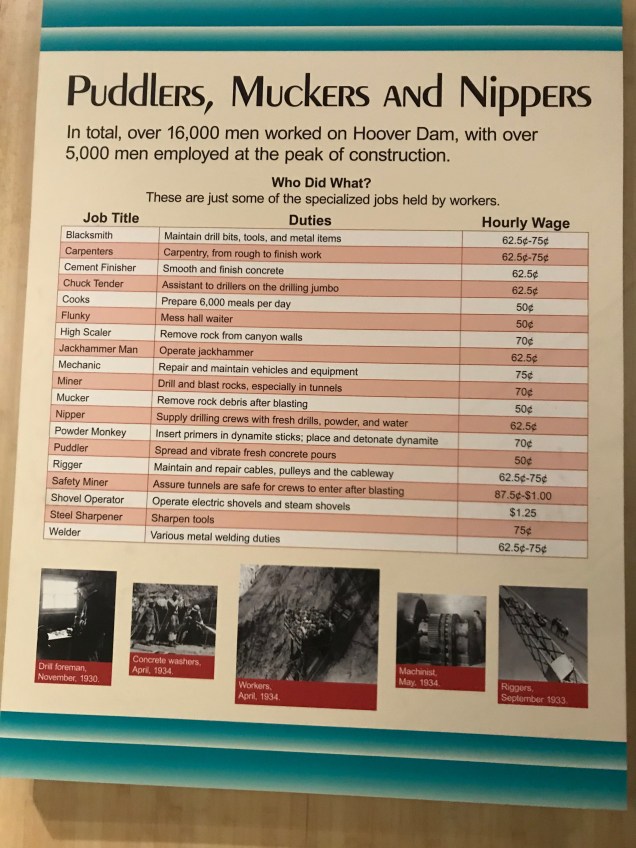 Puddlers, Muckers and Nippers
In total, over 16,000 men worked on Hoover Dam, with over
5,000 men employed at the peak of construction.
Who Did What?
These are just some of the specialized jobs held by workers.
Job Title Duties Hourly Wage
Blacksmith Maintain drill bits, tools, and metal items 62.5¢-75¢
Carpenters Carpentry, from rough to finish work 62.5¢-75¢
Cement Finisher Smooth and finish concrete 62.5¢
Chuck Tender Assistant to drillers on the drilling jumbo 62.5¢
Cooks Prepare 6,000 meals per day 50¢
Flunky Mess hall waiter 50¢
High Scaler Remove rock from canyon walls 70¢
Jackhammer Man Operate jackhammer 62.5¢
Mechanic Repair and maintain vehicles and equipment 75¢
Miner Drill and blast rocks, especially in tunnels 70¢
Mucker Remove rock debris after blasting 50¢
Nipper Supply drilling crews with fresh drills, powder, and water 62.5¢
Powder Monkey Insert primers in dynamite sticks; place and detonate dynamite 70¢
Puddler Spread and vibrate fresh concrete pours 50¢
Rigger Maintain and repair cables, pulleys and the cableway 62.5¢-75¢
Safety Miner Assure tunnels are safe for crews to enter after blasting 87.5¢-$1.00
Shovel Operator Operate electric shovels and steam shovels $1.25
Steel Sharpener Sharpen tools 75¢
Welder Various metal welding duties 62.5¢-75¢
Drill foreman,
November, 1930.
Concrete washers,
April, 1934.
Workers,
April, 1934.
Machinist,
May, 1934.
Riggers,
September 1933.